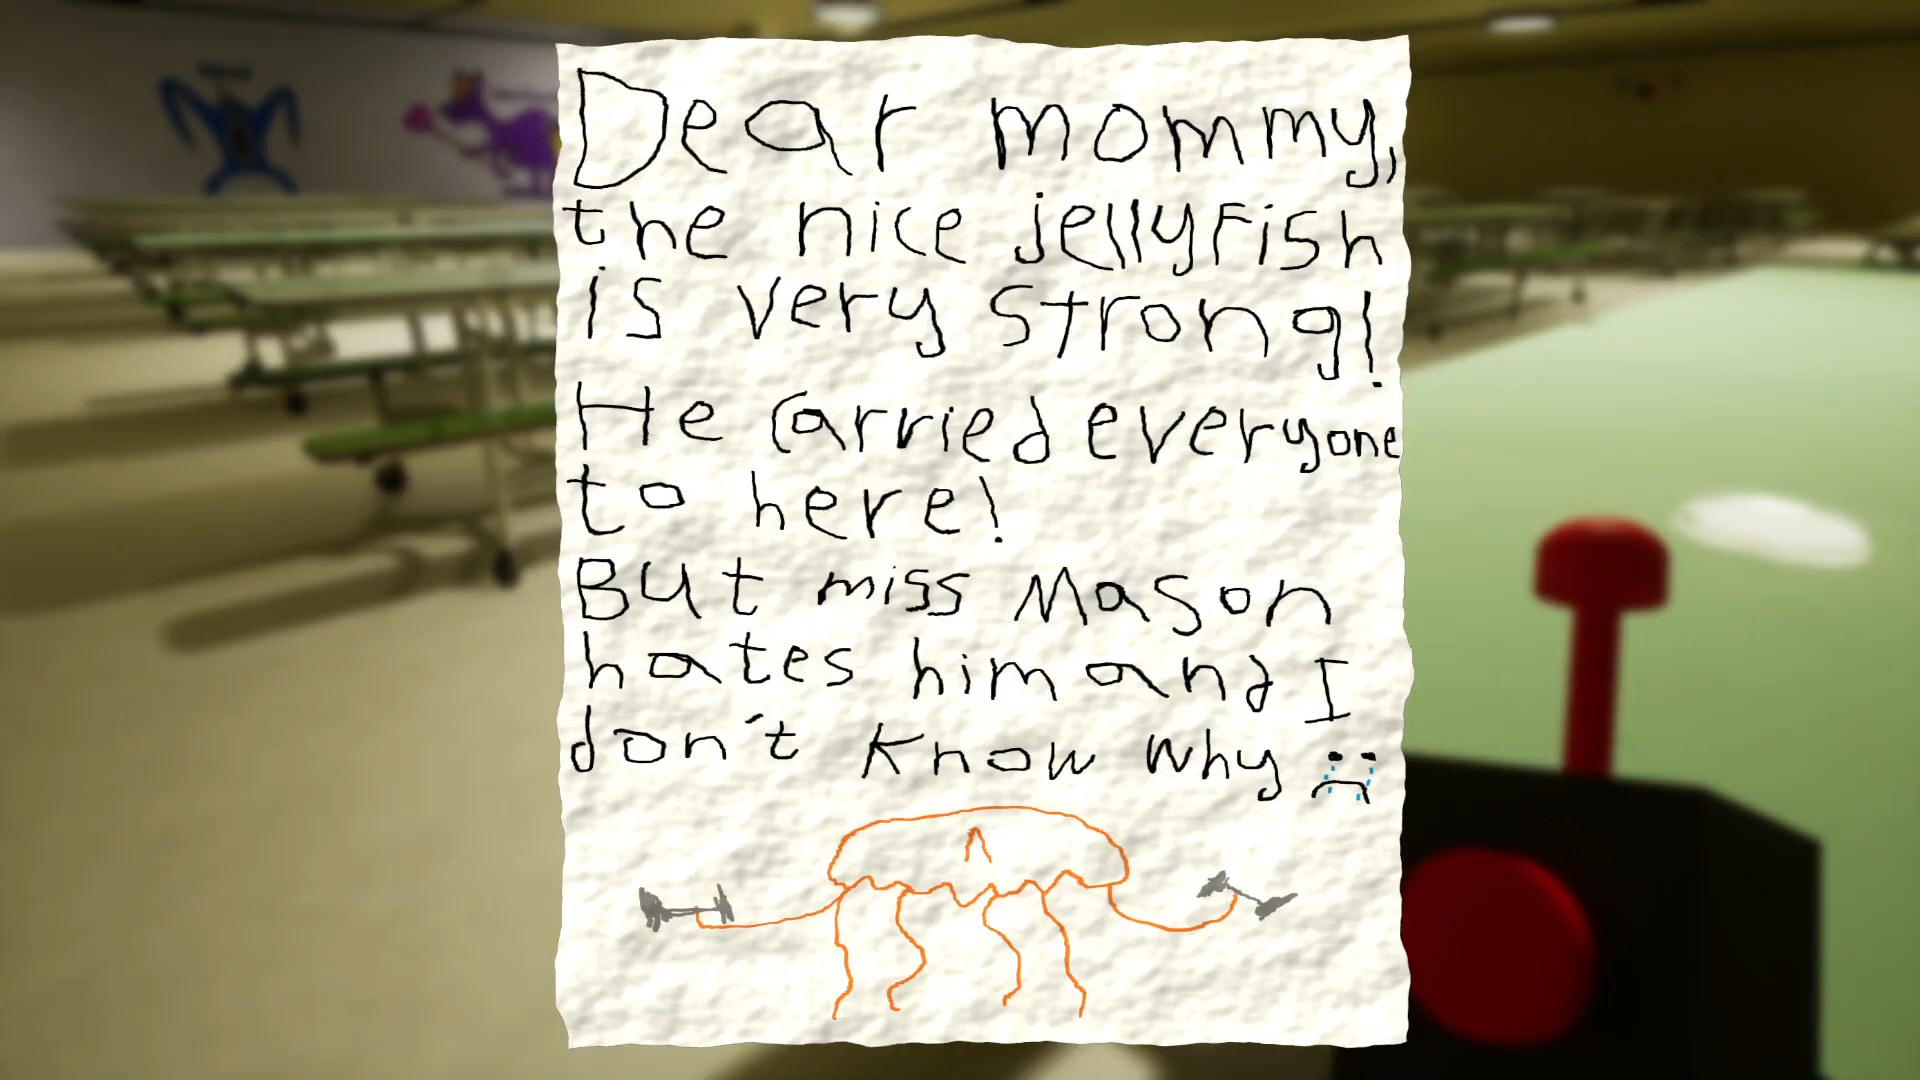 Dear mommy,
the nice jellyfish
is very strong!
He carried everyone
to here!
But miss Mason
hates him and I
don't know why